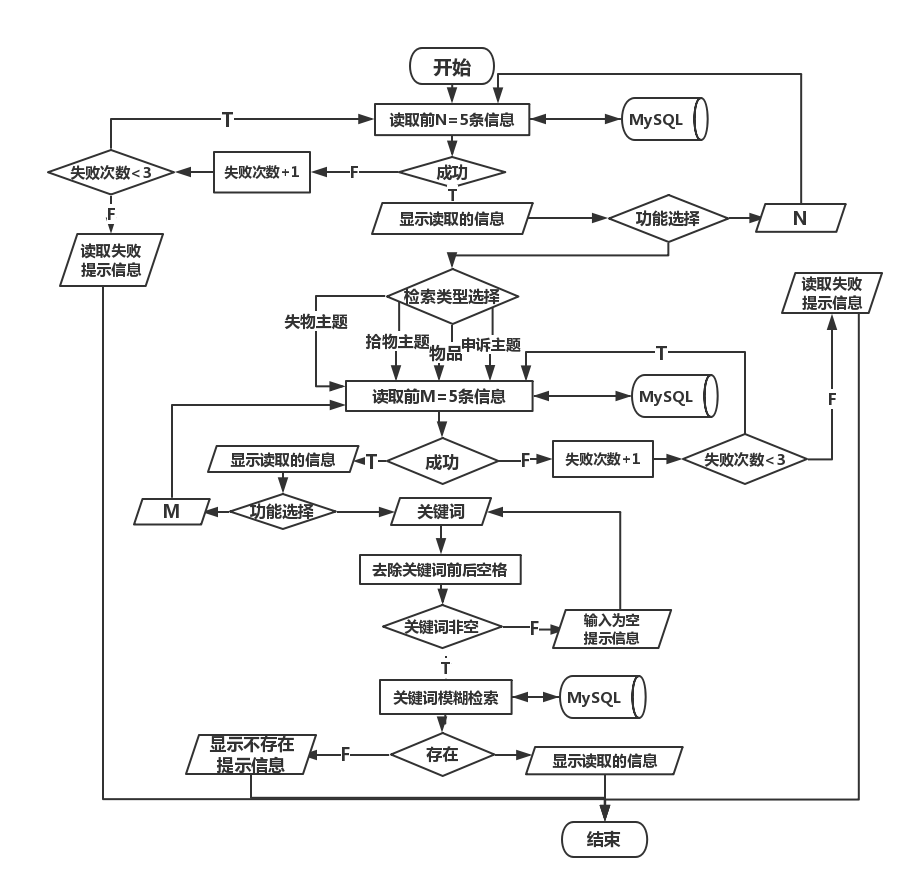 开始
读取前N=5条信息
MySQL
T
失败次数<3
失败次数+1
F
成功
T
F
显示读取的信息
功能选择
N
读取失败
提示信息
检索类型选择
读取失败
提示信息
失物主题
拾物主题
物品
申诉主题
T
读取前M=5条信息
MySQL
F
显示读取的信息
T
成功
F
失败次数+1
失败次数<3
M
功能选择
关键词
去除关键词前后空格
关键词非空
F
输入为空
提示信息
T
关键词模糊检索
MySQL
显示不存在
提示信息
F
存在
显示读取的信息
结束